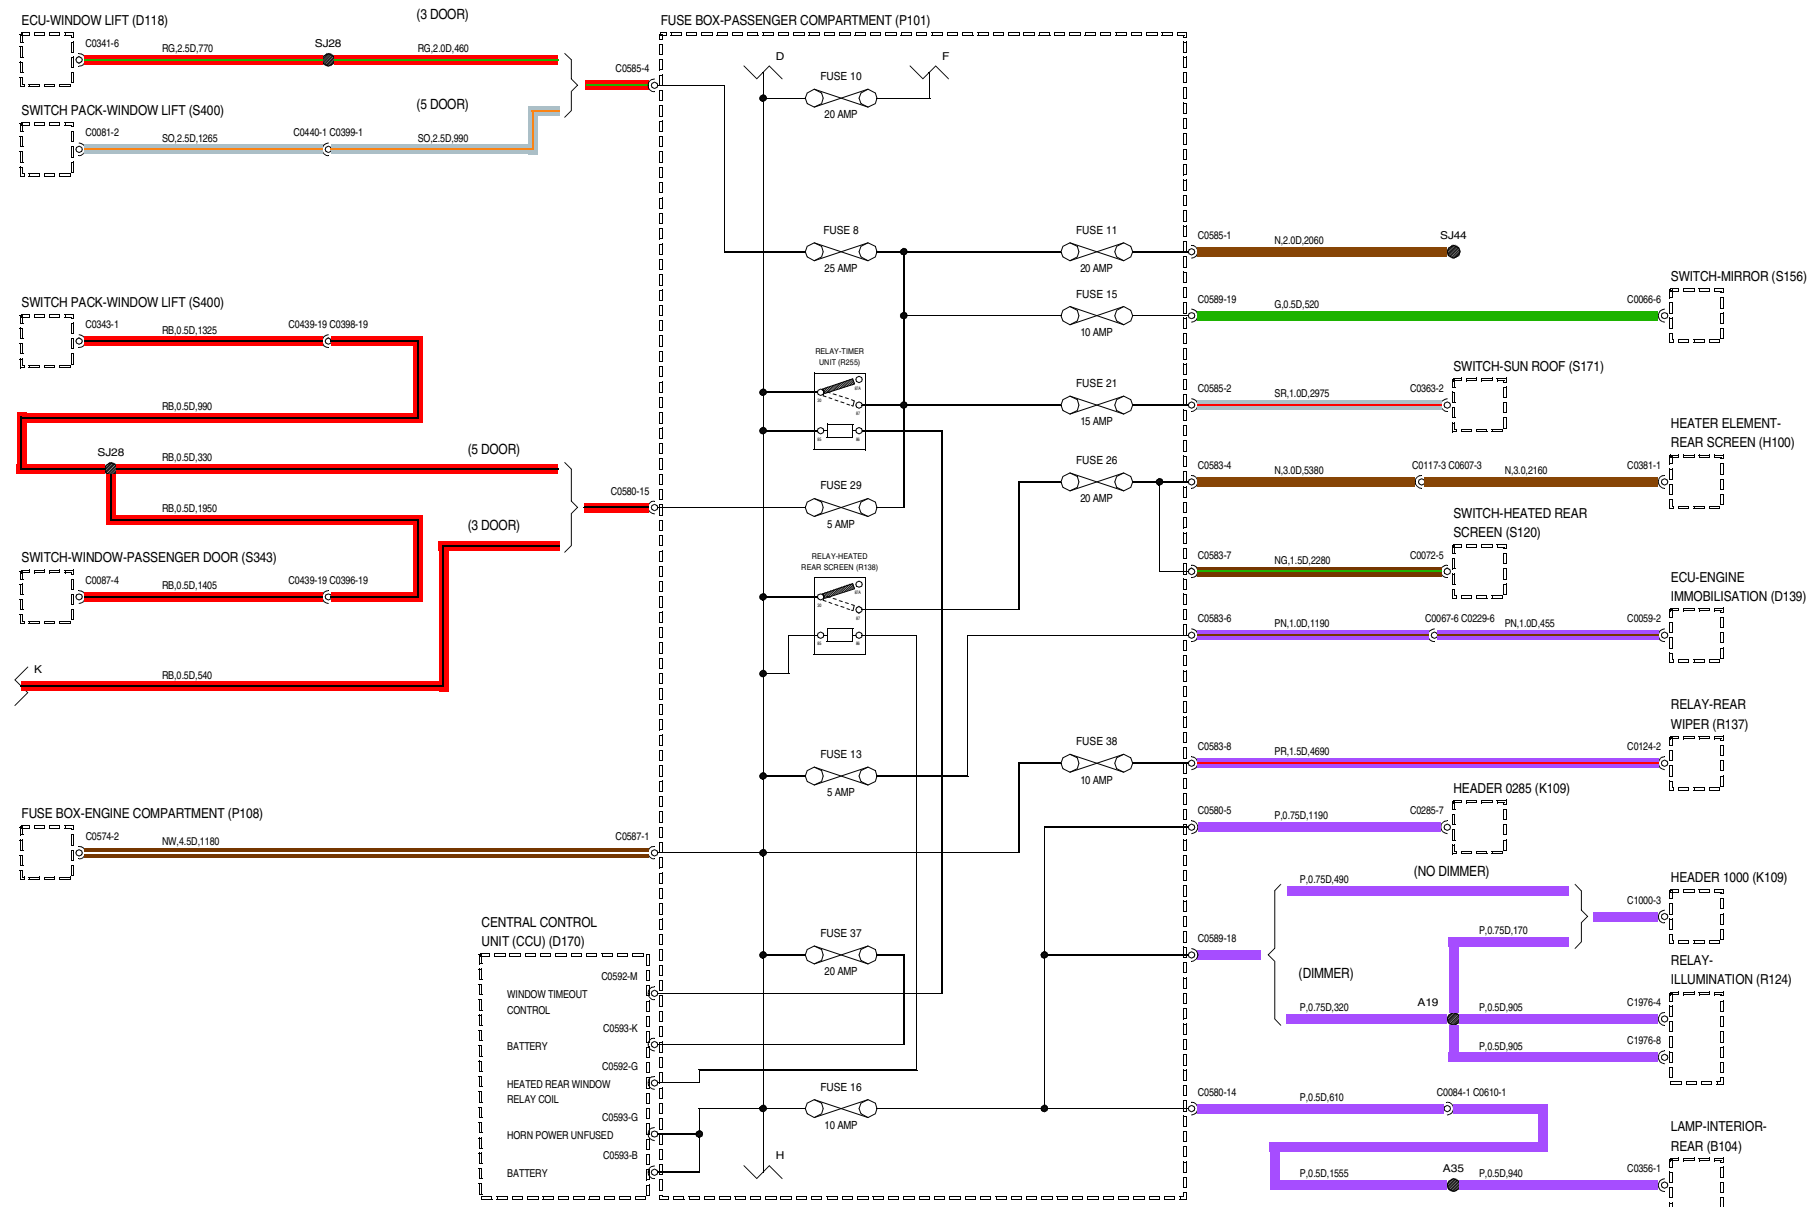 ECU-WINDOW LIFT (D118)
(3 DOOR)
C0341-6
RG,2.5D,770
SJ28
RG,2.0D,460
C0585-4
SWITCH PACK-WINDOW LIFT (S400)
(5 DOOR)
C0081-2
SO,2.5D,1265
C0440-1 C0399-1
SO,2.5D,990
SWITCH PACK-WINDOW LIFT (S400)
C0343-1
RB,0.5D,1325
C0439-19 C0398-19
RB,0.5D,990
SJ28
RB,0.5D,330
(5 DOOR)
C0580-15
RB,0.5D,1950
(3 DOOR)
SWITCH-WINDOW-PASSENGER DOOR (S343)
C0087-4
RB,0.5D,1405
C0439-19 C0396-19
K
RB,0.5D,540
FUSE BOX-ENGINE COMPARTMENT (P108)
C0574-2
NW,4.5D,1180
C0587-1
CENTRAL CONTROL
UNIT (CCU) (D170)
C0592-M
WINDOW TIMEOUT
CONTROL
C0593-K
BATTERY
C0592-G
HEATED REAR WINDOW
RELAY COIL
C0593-G
HORN POWER UNFUSED
C0593-B
BATTERY
FUSE BOX-PASSENGER COMPARTMENT (P101)
D
F
FUSE 10
20 AMP
FUSE 8
25 AMP
FUSE 11
20 AMP
FUSE 15
10 AMP
RELAY-TIMER
UNIT (R255)
30
87A
87
85
86
FUSE 21
15 AMP
FUSE 26
20 AMP
FUSE 29
5 AMP
RELAY-HEATED
REAR SCREEN (R138)
30
87A
87
85
86
FUSE 13
5 AMP
FUSE 38
10 AMP
FUSE 37
20 AMP
FUSE 16
10 AMP
H
C0585-1
N,2.0D,2060
SJ44
SWITCH-MIRROR (S156)
C0589-19
G,0.5D,520
C0066-6
SWITCH-SUN ROOF (S171)
C0585-2
SR,1.0D,2975
C0363-2
HEATER ELEMENT-
REAR SCREEN (H100)
C0583-4
N,3.0D,5380
C0117-3 C0607-3
N,3.0,2160
C0381-1
SWITCH-HEATED REAR
SCREEN (S120)
C0583-7
NG,1.5D,2280
C0072-5
ECU-ENGINE
IMMOBILISATION (D139)
C0583-6
PN,1.0D,1190
C0067-6 C0229-6
PN,1.0D,455
C0059-2
RELAY-REAR
WIPER (R137)
C0583-8
PR,1.5D,4690
C0124-2
HEADER 0285 (K109)
C0580-5
P,0.75D,1190
C0285-7
(NO DIMMER)
P,0.75D,490
HEADER 1000 (K109)
C1000-3
C0589-18
P,0.75D,170
RELAY-
ILLUMINATION (R124)
(DIMMER)
P,0.75D,320
A19
P,0.5D,905
C1976-4
P,0.5D,905
C1976-8
C0580-14
P,0.5D,610
C0084-1 C0610-1
LAMP-INTERIOR-
REAR (B104)
P,0.5D,1555
A35
P,0.5D,940
C0356-1